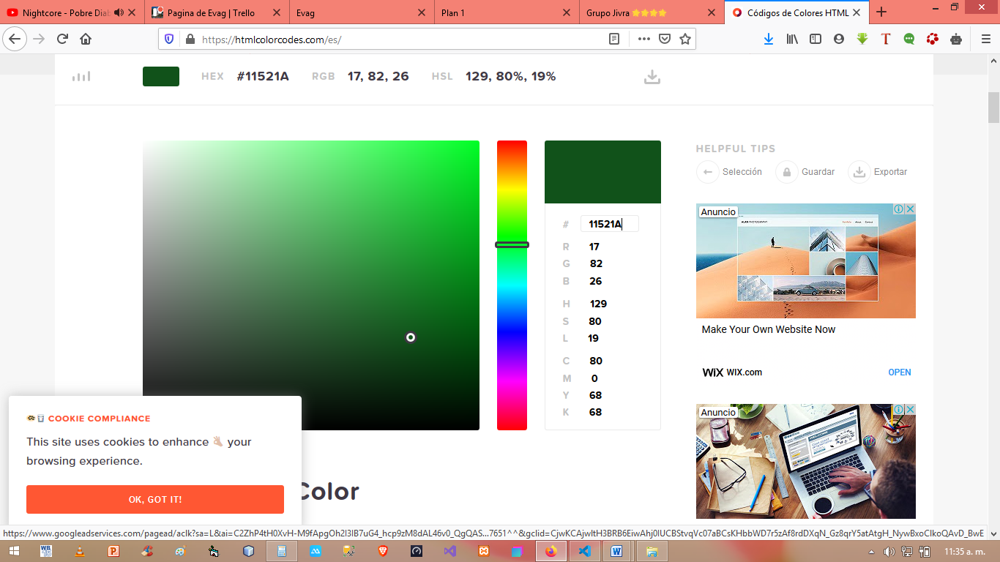 Nightcore - Pobre Diab
Pagina de Evag | Trello
Evag
Plan 1
Grupo Jivra ⭐⭐⭐⭐
Códigos de Colores HTML
https://htmlcolorcodes.com/es/
HEX #11521A RGB 17, 82, 26 HSL 129, 80%, 19%
HELPFUL TIPS
Selección Guardar Exportar
# 11521A
R 17
G 82
B 26
H 129
S 80
L 19
C 80
M 0
Y 68
K 68
Anuncio
ALAN PHOTOGRAPHY
Make Your Own Website Now
WiX WIX.com OPEN
Anuncio
COOKIE COMPLIANCE
This site uses cookies to enhance 👌🏻 your
browsing experience.
OK, GOT IT!
Color
https://www.googleadservices.com/pagead/aclk?sa=L&ai=C2ZhP4tH0XvH-M9fApgOh2I3IB7uG4_hcp9zM8dAL46v0_QgQAS...7651^^&gclid=CjwKCAjwltH3BRB6EiwAhj0IUCBStvqVc07aBCsKHbbWD7r5zAf8rdDXqN_Gz8qrY5atAtgH_NywBxoCIkoQAvD_BwE
11:35 a. m.